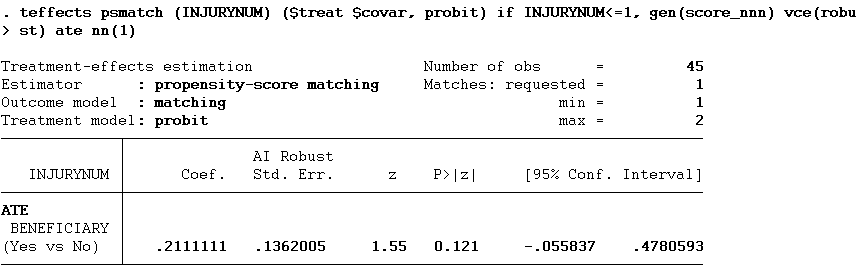 . teffects psmatch (INJURYNUM) ($treat $covar, probit) if INJURYNUM<=1, gen(score_nnn) vce(robu
> st) ate nn(1)
Treatment-effects estimation Number of obs = 45
Estimator : propensity-score matching Matches: requested = 1
Outcome model : matching min = 1
Treatment model: probit max = 2
AI Robust
INJURYNUM Coef. Std. Err. z P>|z| [95% Conf. Interval]
ATE
BENEFICIARY
(Yes vs No) .2111111 .1362005 1.55 0.121 -.055837 .4780593